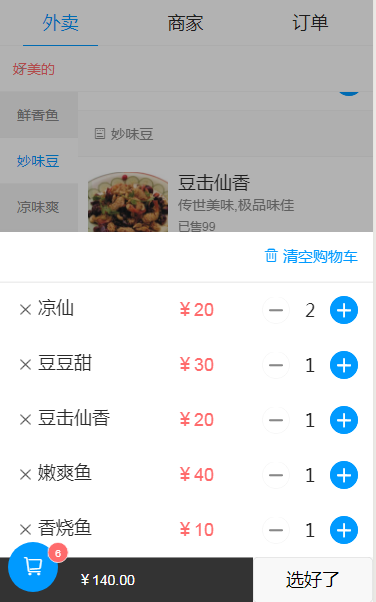 外卖 商家 订单
好美的
鲜香鱼
妙味豆
妙味豆
豆击仙香
凉味爽
传世美味,极品味佳
已售99
清空购物车
× 凉仙 ¥20 − 2 +
× 豆豆甜 ¥30 − 1 +
× 豆击仙香 ¥20 − 1 +
× 嫩爽鱼 ¥40 − 1 +
× 香烧鱼 ¥10 − 1 +
6
¥140.00 选好了